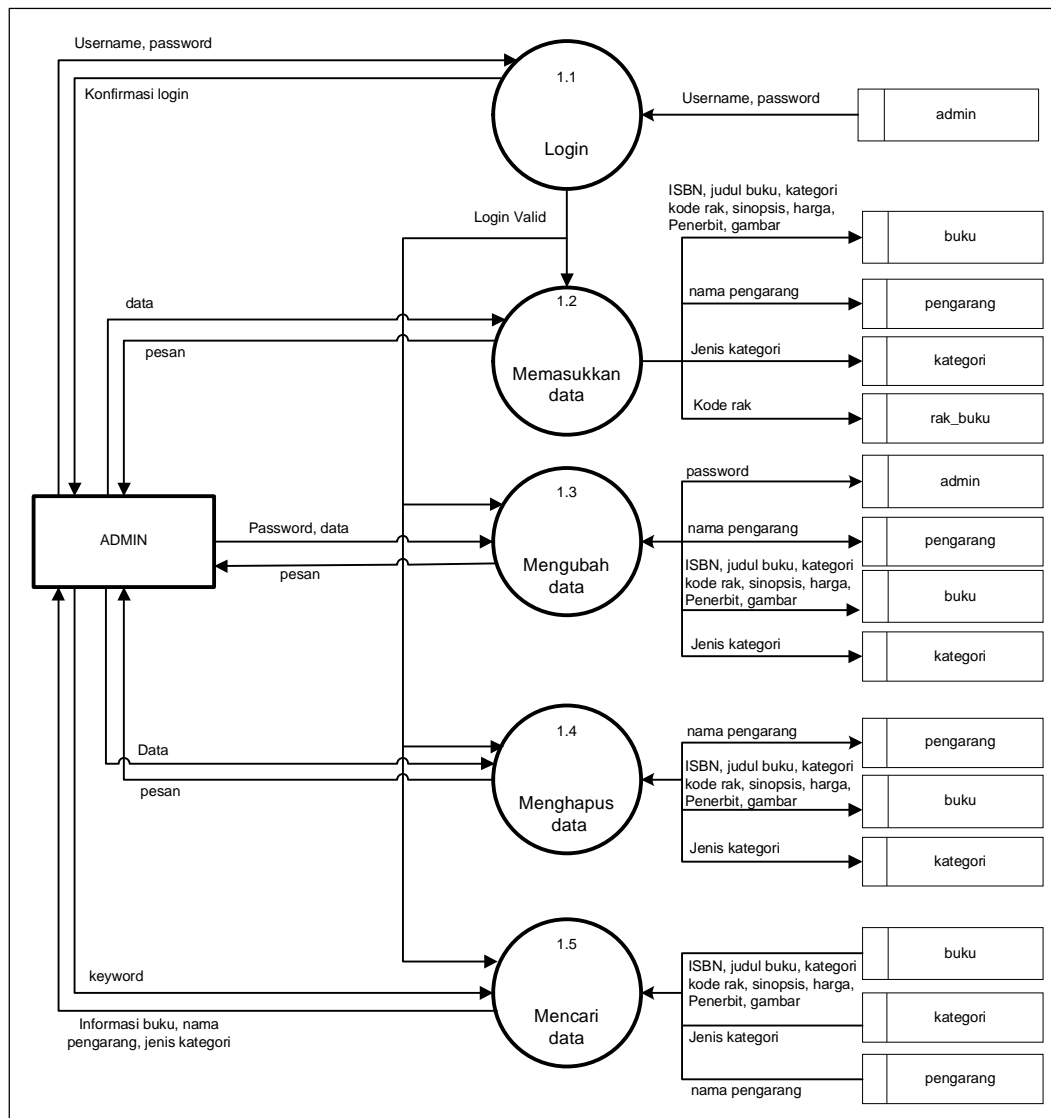 Username, password
1.1
Konfirmasi login
Username, password
admin
Login
ISBN, judul buku, kategori
kode rak, sinopsis, harga,
Penerbit, gambar
Login Valid
buku
data
1.2
nama pengarang
pengarang
pesan
Jenis kategori
kategori
Memasukkan
data
Kode rak
rak_buku
password
admin
1.3
Password, data
nama pengarang
pengarang
ADMIN
ISBN, judul buku, kategori
kode rak, sinopsis, harga,
Penerbit, gambar
pesan
Mengubah
data
buku
Jenis kategori
kategori
1.4
nama pengarang
pengarang
Data
ISBN, judul buku, kategori
kode rak, sinopsis, harga,
Penerbit, gambar
pesan
Menghapus
data
buku
Jenis kategori
kategori
1.5
buku
keyword
ISBN, judul buku, kategori
kode rak, sinopsis, harga,
Penerbit, gambar
Informasi buku, nama
pengarang, jenis kategori
Mencari
data
kategori
Jenis kategori
pengarang
nama pengarang